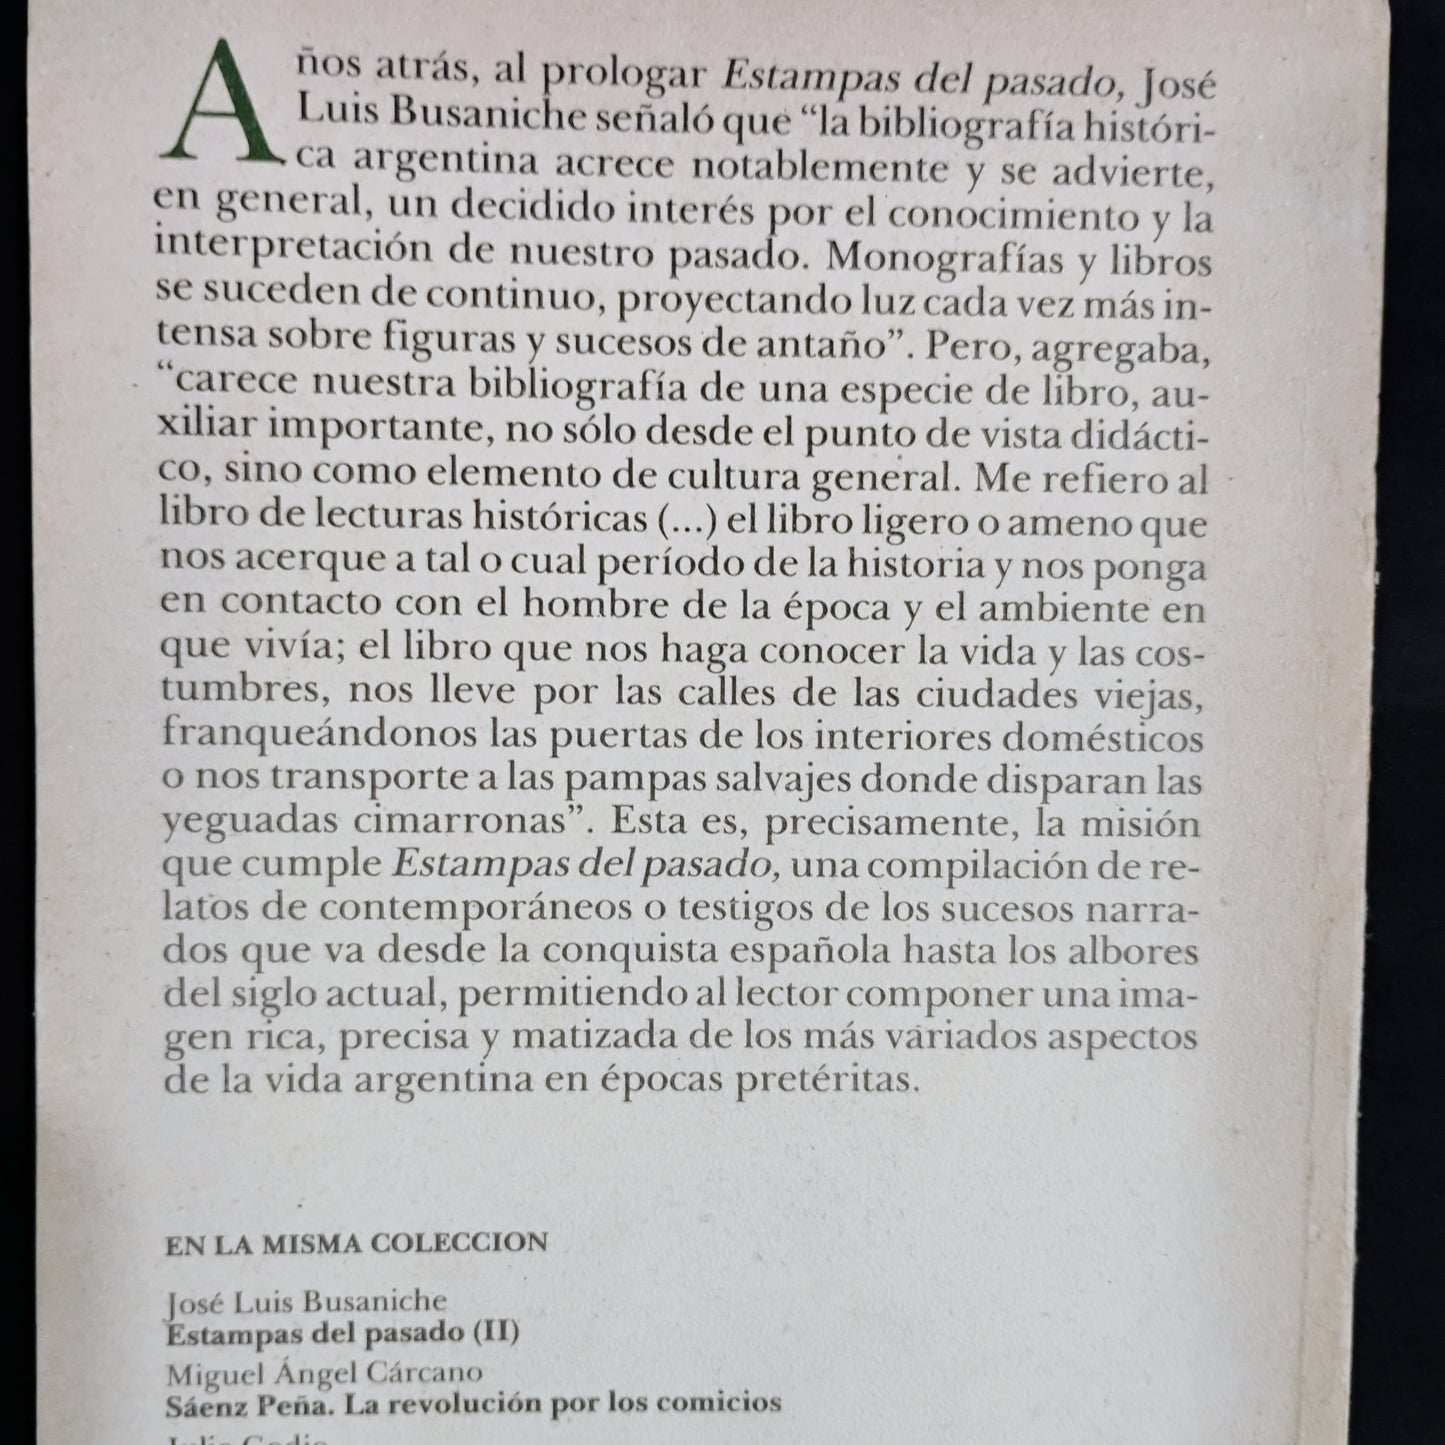 Años atrás, al prologar Estampas del pasado, José
Luis Busaniche señaló que “la bibliografía históri-
ca argentina acrece notablemente y se advierte,
en general, un decidido interés por el conocimiento y la
interpretación de nuestro pasado. Monografías y libros
se suceden de continuo, proyectando luz cada vez más in-
tensa sobre figuras y sucesos de antaño”. Pero, agregaba,
“carece nuestra bibliografía de una especie de libro, au-
xiliar importante, no sólo desde el punto de vista didácti-
co, sino como elemento de cultura general. Me refiero al
libro de lecturas históricas (...) el libro ligero o ameno que
nos acerque a tal o cual período de la historia y nos ponga
en contacto con el hombre de la época y el ambiente en
que vivía; el libro que nos haga conocer la vida y las cos-
tumbres, nos lleve por las calles de las ciudades viejas,
franqueándonos las puertas de los interiores domésticos
o nos transporte a las pampas salvajes donde disparan las
yeguadas cimarronas”. Esta es, precisamente, la misión
que cumple Estampas del pasado, una compilación de re-
latos de contemporáneos o testigos de los sucesos narra-
dos que va desde la conquista española hasta los albores
del siglo actual, permitiendo al lector componer una ima-
gen rica, precisa y matizada de los más variados aspectos
de la vida argentina en épocas pretéritas.
EN LA MISMA COLECCION
José Luis Busaniche
Estampas del pasado (II)
Miguel Ángel Cárcano
Sáenz Peña. La revolución por los comicios